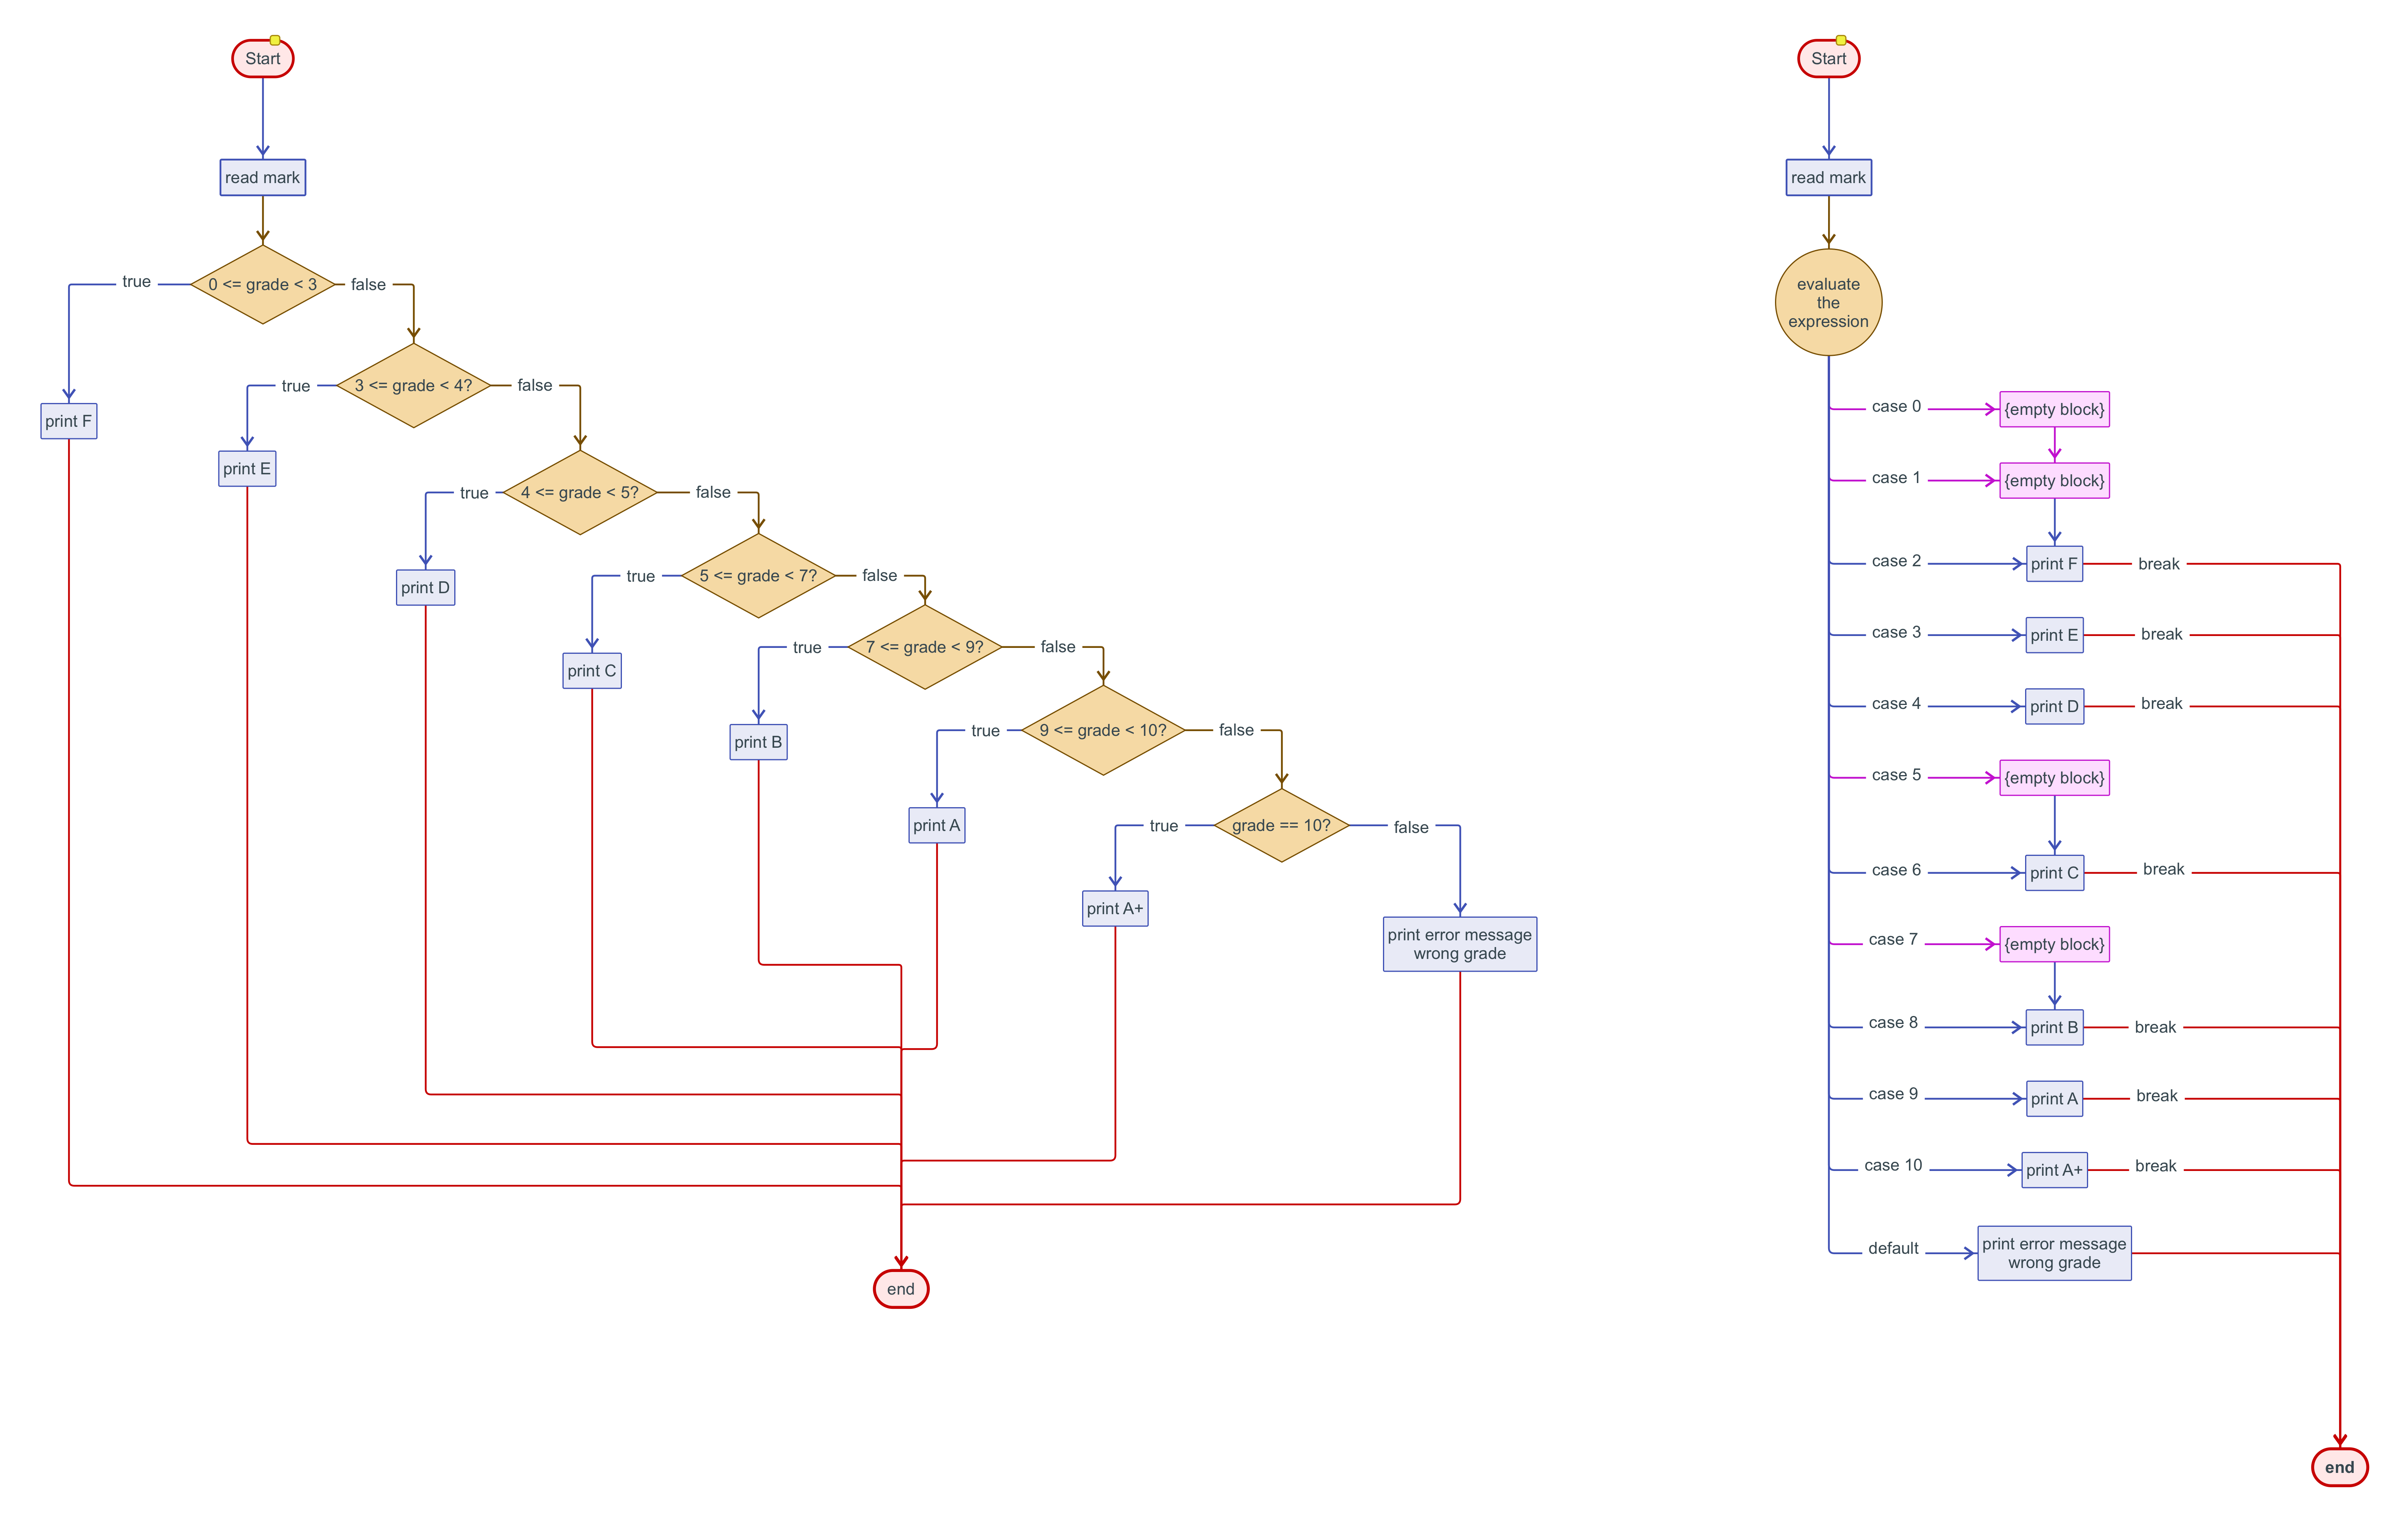 Start
read mark
0 <= grade < 3
true
false
3 <= grade < 4?
true
false
print F
print E
4 <= grade < 5?
true
false
print D
5 <= grade < 7?
true
false
print C
7 <= grade < 9?
true
false
print B
9 <= grade < 10?
true
false
print A
grade == 10?
true
false
print A+
print error message
wrong grade
end
Start
read mark
evaluate
the
expression
case 0
{empty block}
case 1
{empty block}
case 2
print F
break
case 3
print E
break
case 4
print D
break
case 5
{empty block}
case 6
print C
break
case 7
{empty block}
case 8
print B
break
case 9
print A
break
case 10
print A+
break
default
print error message
wrong grade
end